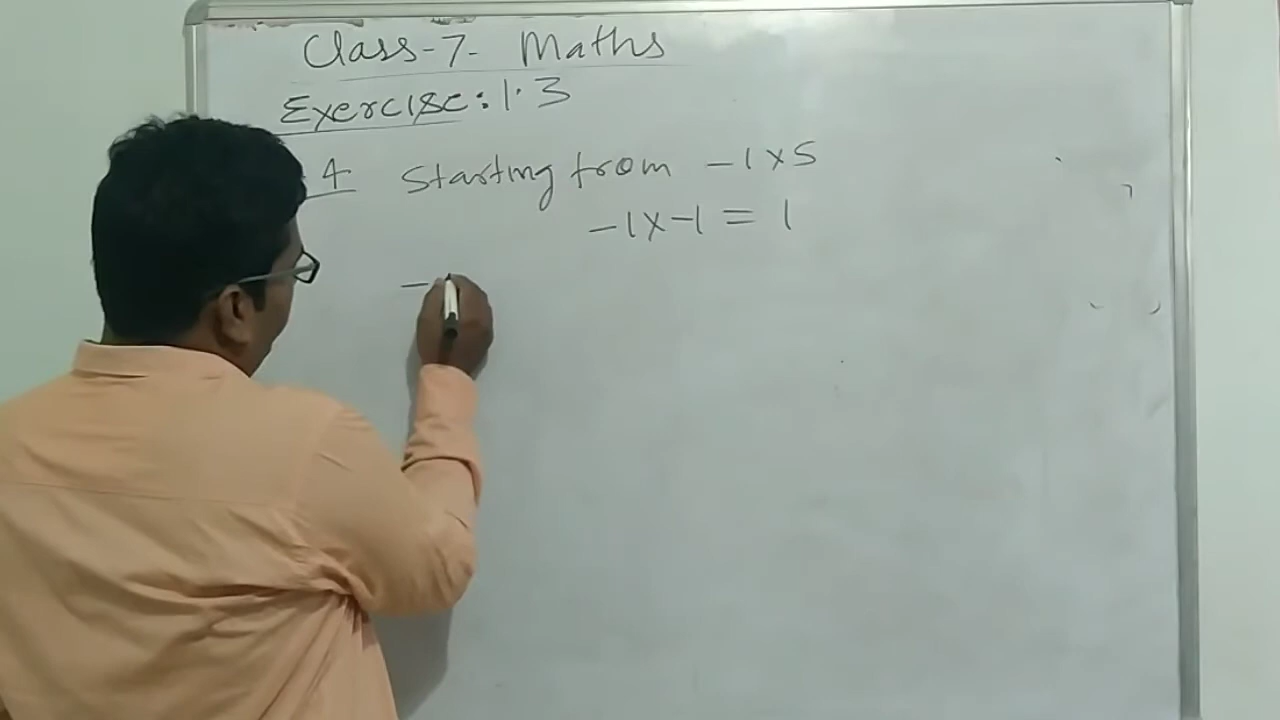 Class-7- Maths
Exercise: 1.3
4 Starting from -1x5
-1x-1 = 1
-